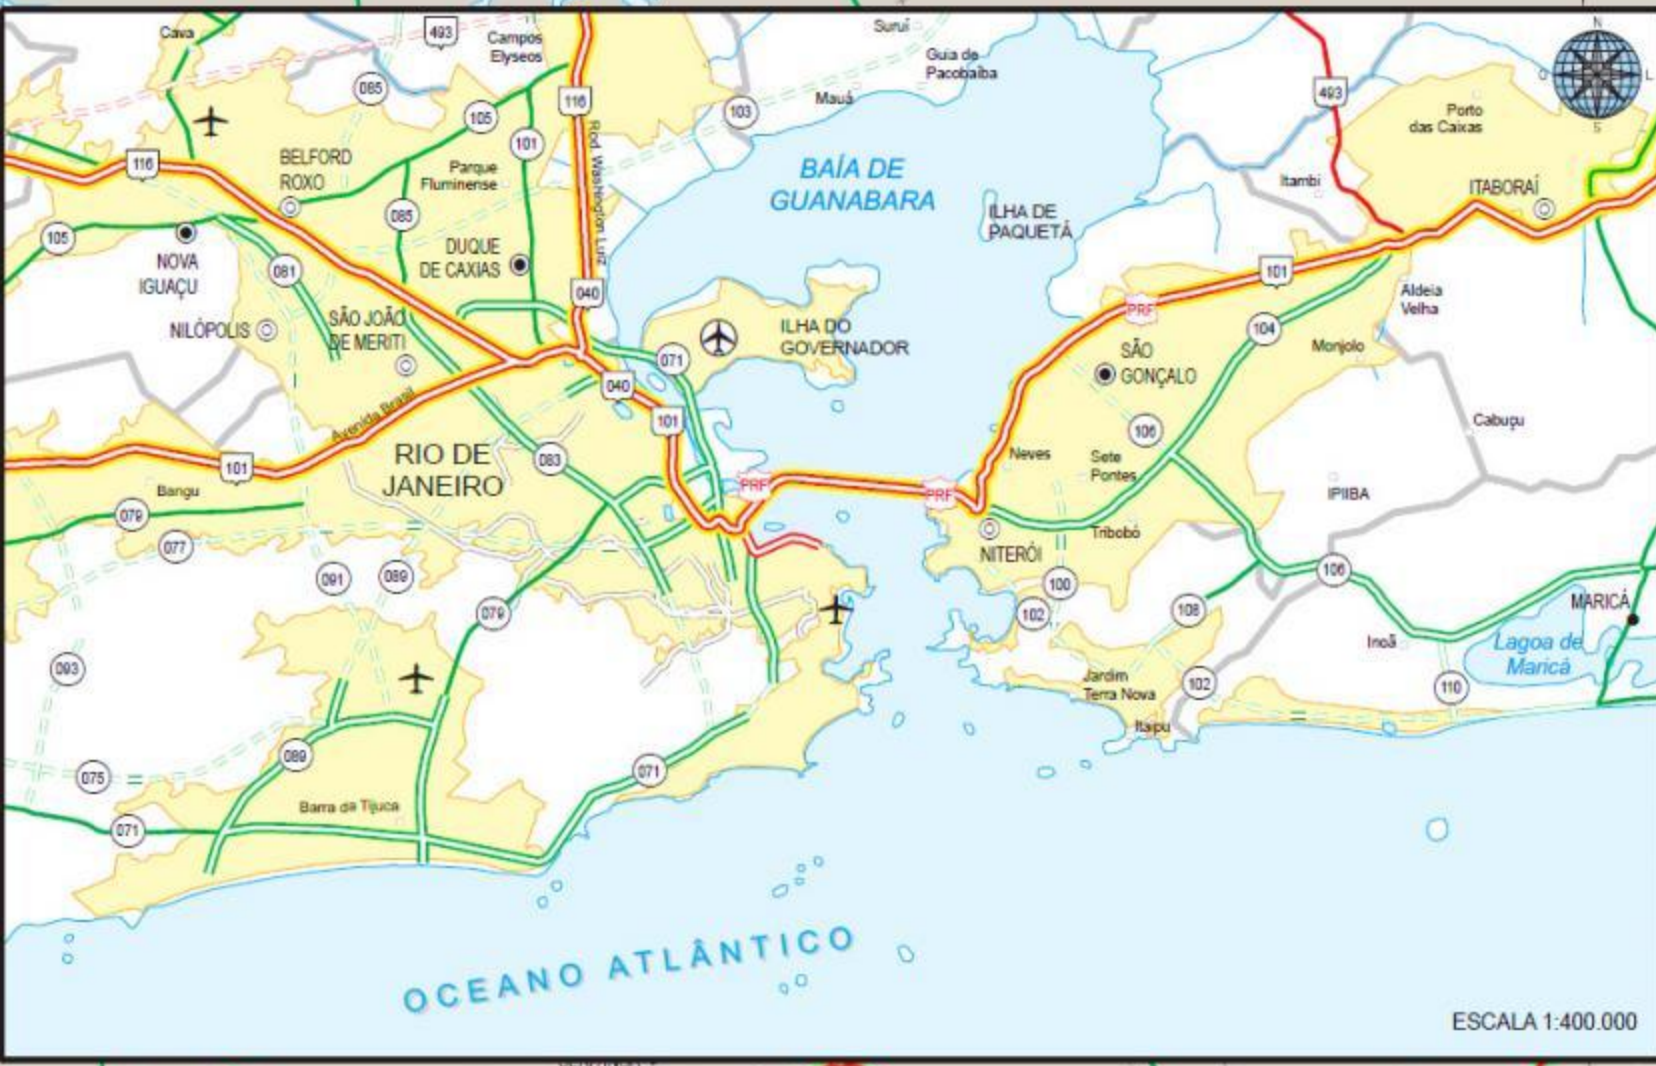 Cava
493
Campos
Elyseos
Suruí
Guia de
Pacobaíba
Mauá
N
O
L
S
085
105
116
103
101
493
Porto
das Caixas
116
BELFORD
ROXO
Parque
Fluminense
Rod. Washington Luiz
BAÍA DE
GUANABARA
Itambi
ITABORAÍ
085
ILHA DE
PAQUETÁ
105
NOVA
IGUAÇU
081
DUQUE
DE CAXIAS
040
101
Aldeia
Velha
PRF
NILÓPOLIS
SÃO JOÃO
DE MERITI
ILHA DO
GOVERNADOR
071
104
Monjolo
SÃO
GONÇALO
040
101
Avenida Brasil
106
Cabuçu
RIO DE
JANEIRO
083
101
Neves
Sete
Pontes
Bangu
PRF
PRF
IPIIBA
079
077
NITERÓI
Tribobó
091
089
079
100
102
106
108
MARICÁ
Inoã
Lagoa de
Maricá
093
Jardim
Terra Nova
102
110
Itaipu
089
075
071
Barra da Tijuca
071
OCEANO ATLÂNTICO
ESCALA 1:400.000